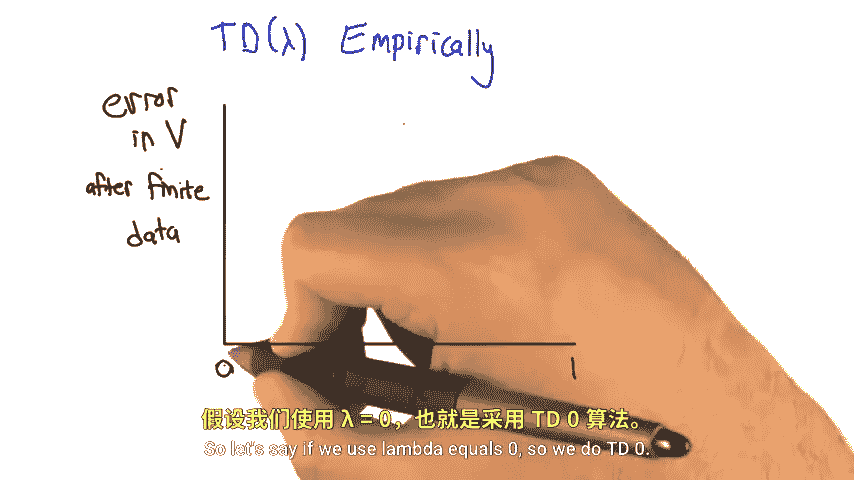 TD(λ) Empirically
error
in V
after finite
data
0 1
假设我们使用 λ = 0，也就是采用 TD 0 算法。
So let's say if we use lambda equals 0, so we do TD 0.